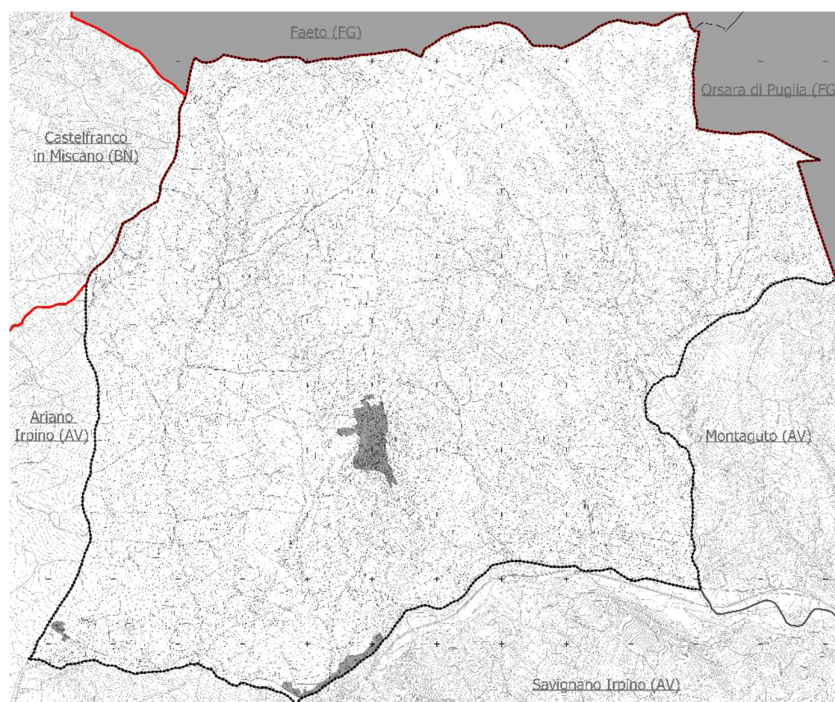 Faeto (FG)
Orsara di Puglia (FG
Castelfranco
in Miscano (BN)
Ariano
Irpino (AV)
Montaguto (AV)
Savignano Irpino (AV)